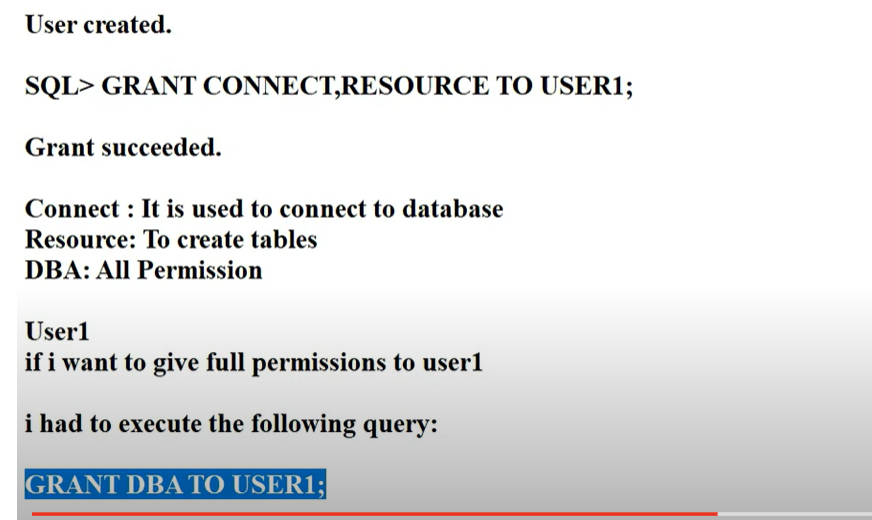 User created.
SQL> GRANT CONNECT,RESOURCE TO USER1;
Grant succeeded.
Connect : It is used to connect to database
Resource: To create tables
DBA: All Permission
User1
if i want to give full permissions to user1
i had to execute the following query:
GRANT DBA TO USER1;